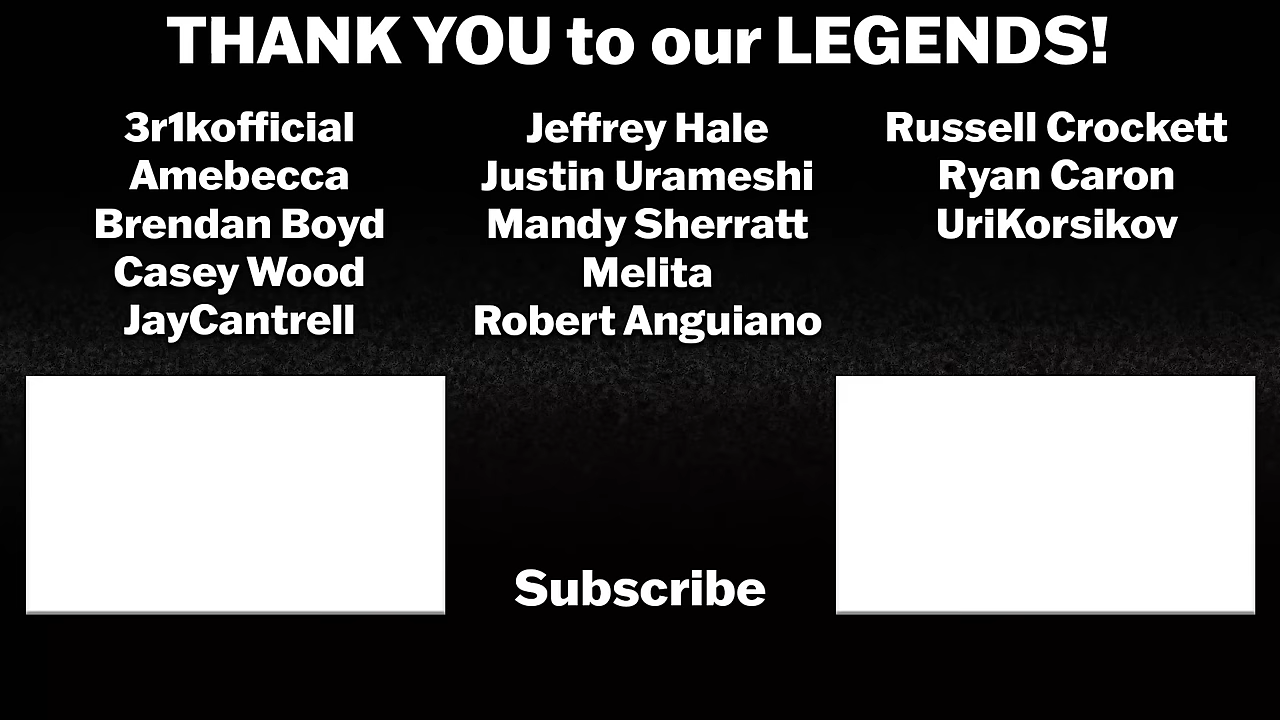 THANK YOU to our LEGENDS!
3r1kofficial
Amebecca
Brendan Boyd
Casey Wood
JayCantrell
Jeffrey Hale
Justin Urameshi
Mandy Sherratt
Melita
Robert Anguiano
Russell Crockett
Ryan Caron
UriKorsikov
Subscribe